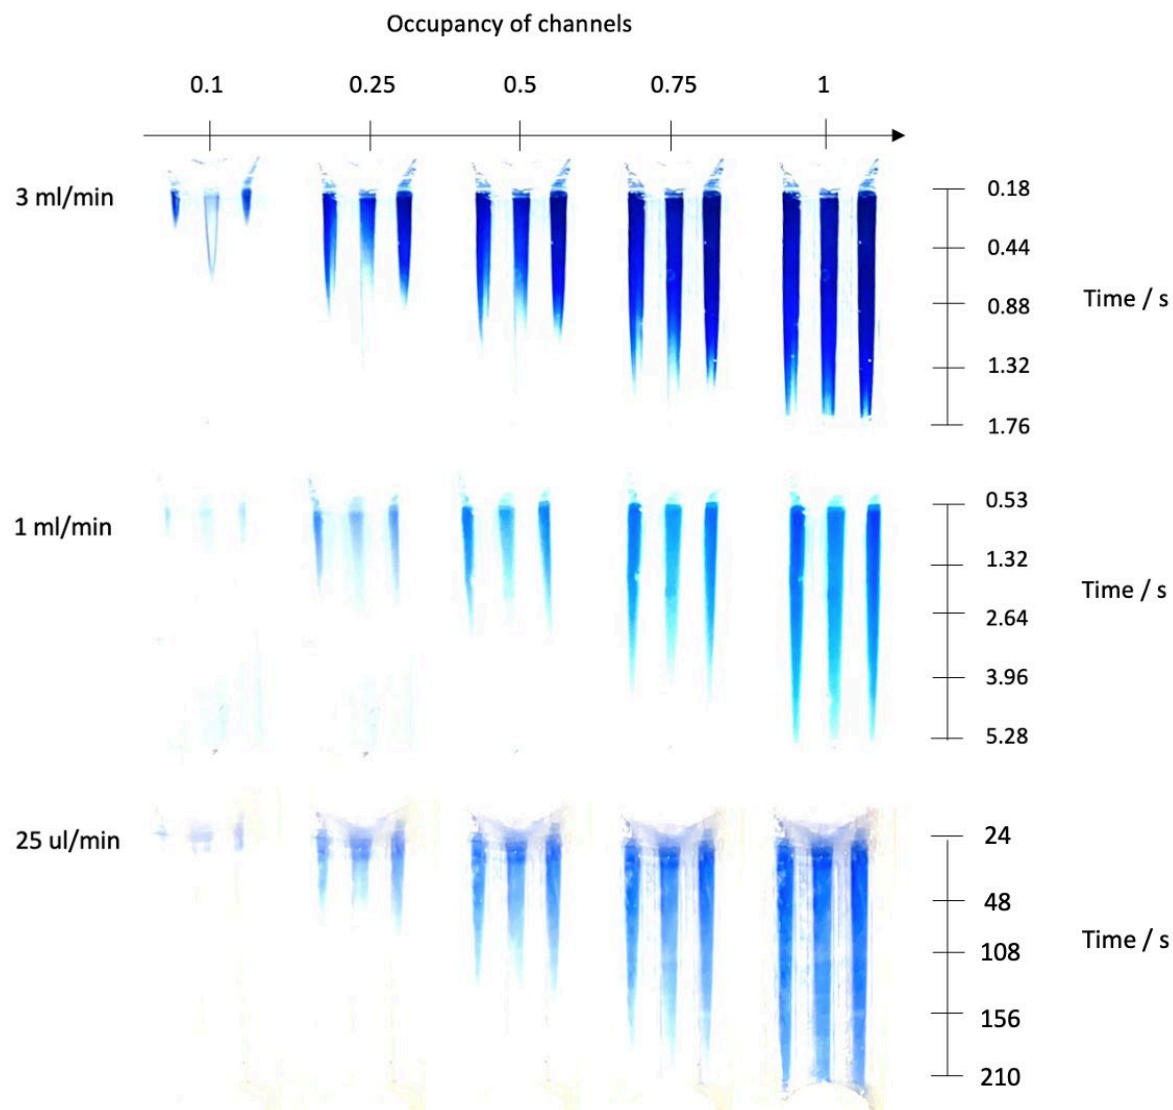 Occupancy of channels
0.1 0.25 0.5 0.75 1
3 ml/min
0.18
0.44
0.88
1.32
1.76
Time / s
1 ml/min
0.53
1.32
2.64
3.96
5.28
Time / s
25 ul/min
24
48
108
156
210
Time / s